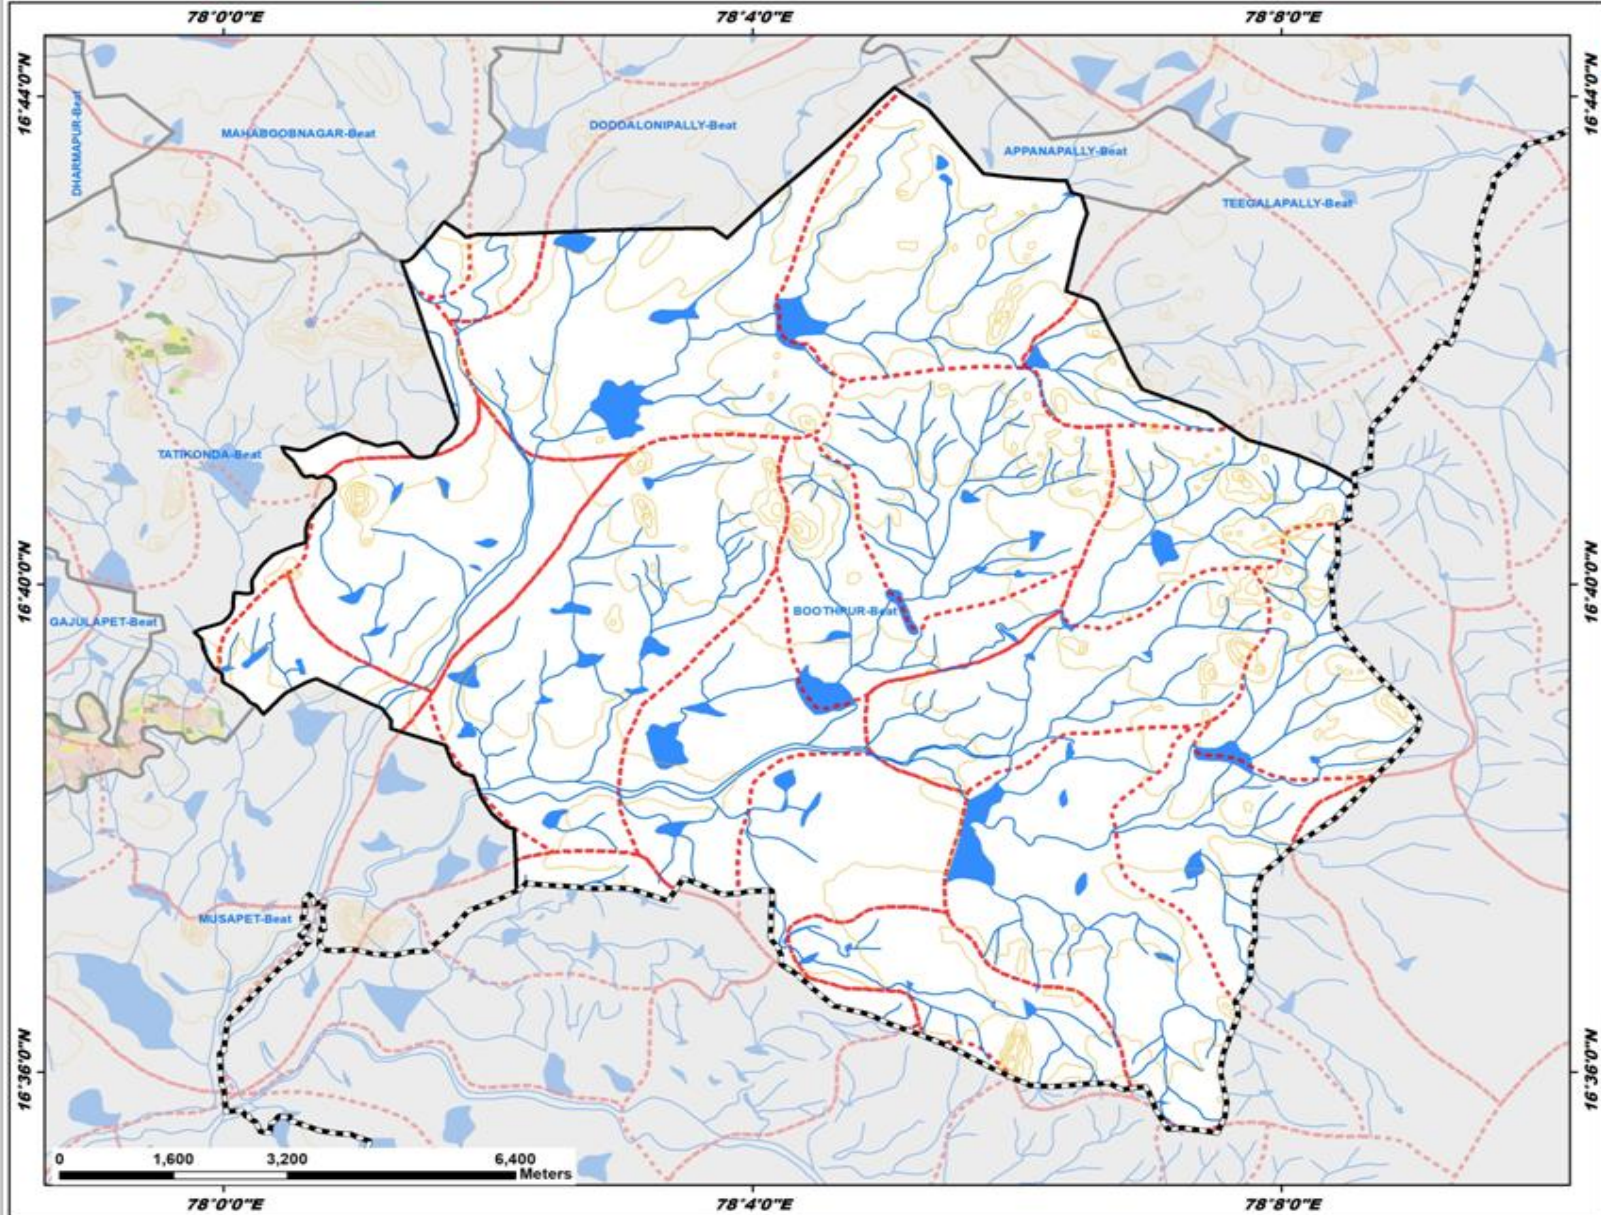 78°0'0"E 78°4'0"E 78°8'0"E
16°44'0"N 16°44'0"N
DHARMAPUR-Beat
MAHABOOBNAGAR-Beat
DODDALONIPALLY-Beat
APPANAPALLY-Beat
TEEGALAPALLY-Beat
TATIKONDA-Beat
16°40'0"N 16°40'0"N
GAJULAPET-Beat
BOOTHPUR-Beat
MUSAPET-Beat
16°36'0"N 16°36'0"N
0 1,600 3,200 6,400
Meters
78°0'0"E 78°4'0"E 78°8'0"E